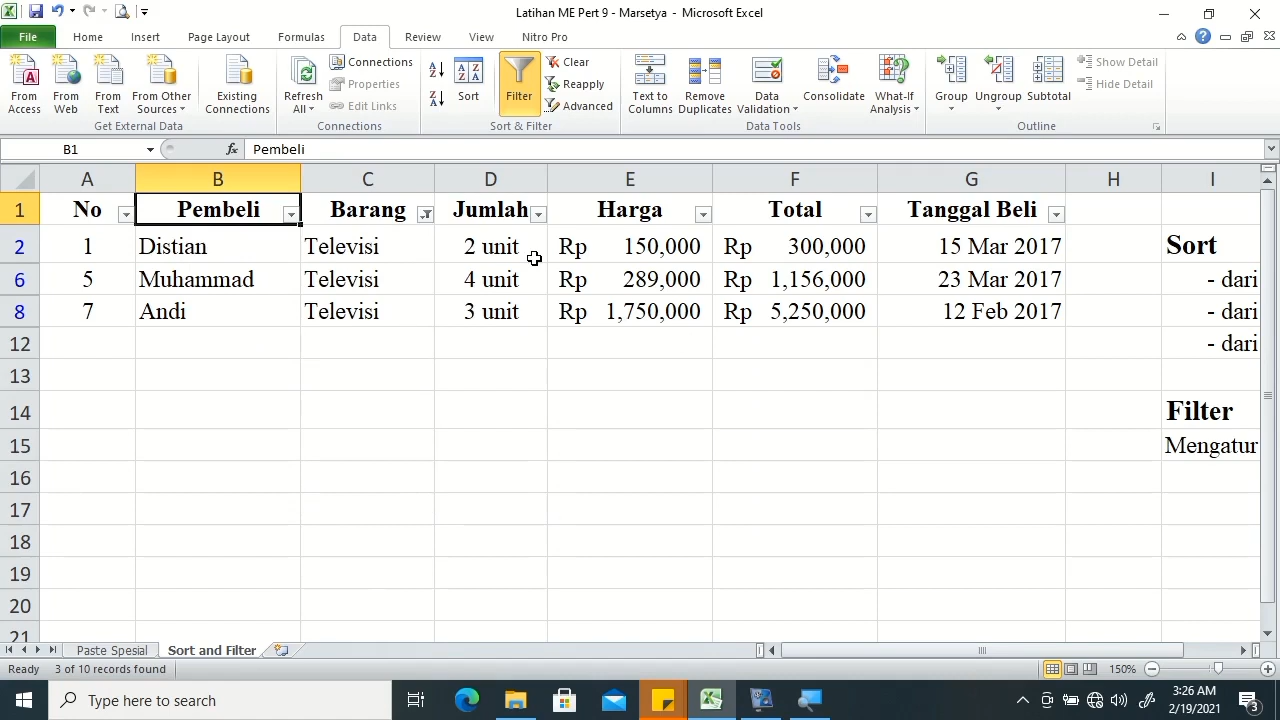 Latihan ME Pert 9 - Marsetya - Microsoft Excel
File Home Insert Page Layout Formulas Data Review View Nitro Pro
From Access From Web From Text From Other Sources Existing Connections
Get External Data
Refresh All Connections Properties Edit Links
Connections
Sort Filter Clear Reapply Advanced
Sort & Filter
Text to Columns Remove Duplicates Data Validation Consolidate What-If Analysis
Data Tools
Group Ungroup Subtotal Show Detail Hide Detail
Outline
B1 fx Pembeli
A B C D E F G H I
1 No Pembeli Barang Jumlah Harga Total Tanggal Beli
2 1 Distian Televisi 2 unit Rp 150,000 Rp 300,000 15 Mar 2017 Sort
6 5 Muhammad Televisi 4 unit Rp 289,000 Rp 1,156,000 23 Mar 2017 - dari
8 7 Andi Televisi 3 unit Rp 1,750,000 Rp 5,250,000 12 Feb 2017 - dari
12 - dari
13
14 Filter
15 Mengatur
16
17
18
19
20
21
Paste Spesial Sort and Filter
Ready 3 of 10 records found 150%
Type here to search 3:26 AM
2/19/2021 3